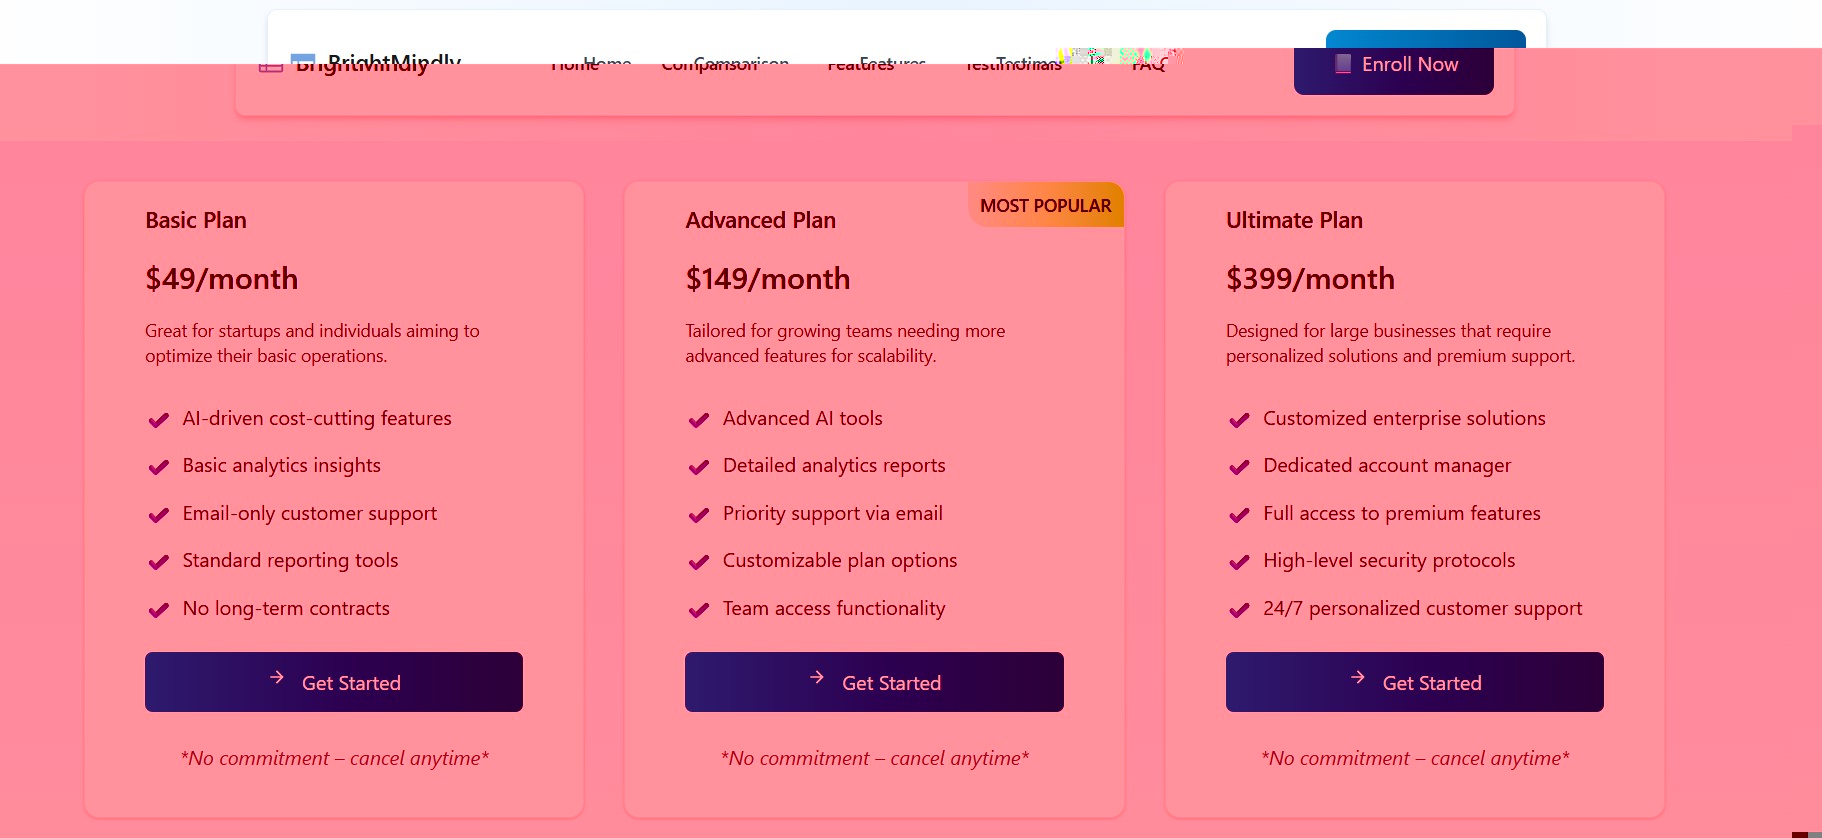 BrightMindly Home Comparison Features Testimonials FAQ Enroll Now
Basic Plan
$49/month
Great for startups and individuals aiming to
optimize their basic operations.
AI-driven cost-cutting features
Basic analytics insights
Email-only customer support
Standard reporting tools
No long-term contracts
Get Started
*No commitment – cancel anytime*
MOST POPULAR
Advanced Plan
$149/month
Tailored for growing teams needing more
advanced features for scalability.
Advanced AI tools
Detailed analytics reports
Priority support via email
Customizable plan options
Team access functionality
Get Started
*No commitment – cancel anytime*
Ultimate Plan
$399/month
Designed for large businesses that require
personalized solutions and premium support.
Customized enterprise solutions
Dedicated account manager
Full access to premium features
High-level security protocols
24/7 personalized customer support
Get Started
*No commitment – cancel anytime*